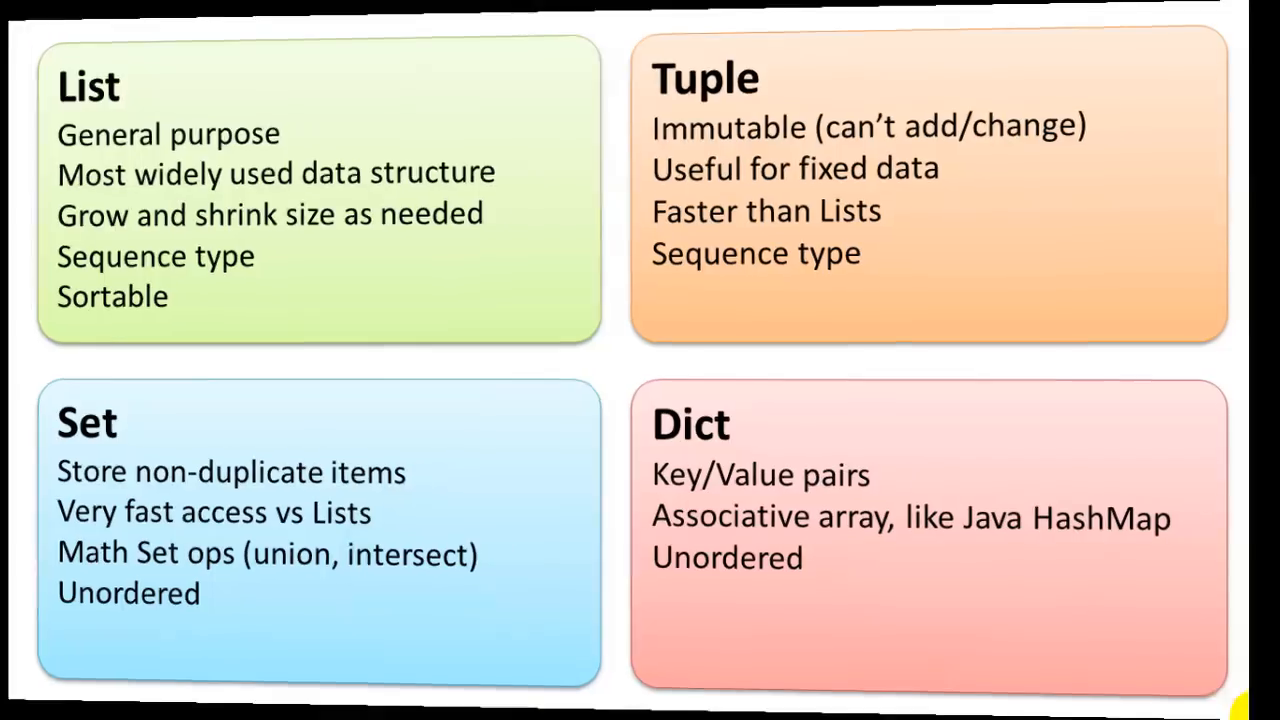 List
General purpose
Most widely used data structure
Grow and shrink size as needed
Sequence type
Sortable
Tuple
Immutable (can't add/change)
Useful for fixed data
Faster than Lists
Sequence type
Set
Store non-duplicate items
Very fast access vs Lists
Math Set ops (union, intersect)
Unordered
Dict
Key/Value pairs
Associative array, like Java HashMap
Unordered